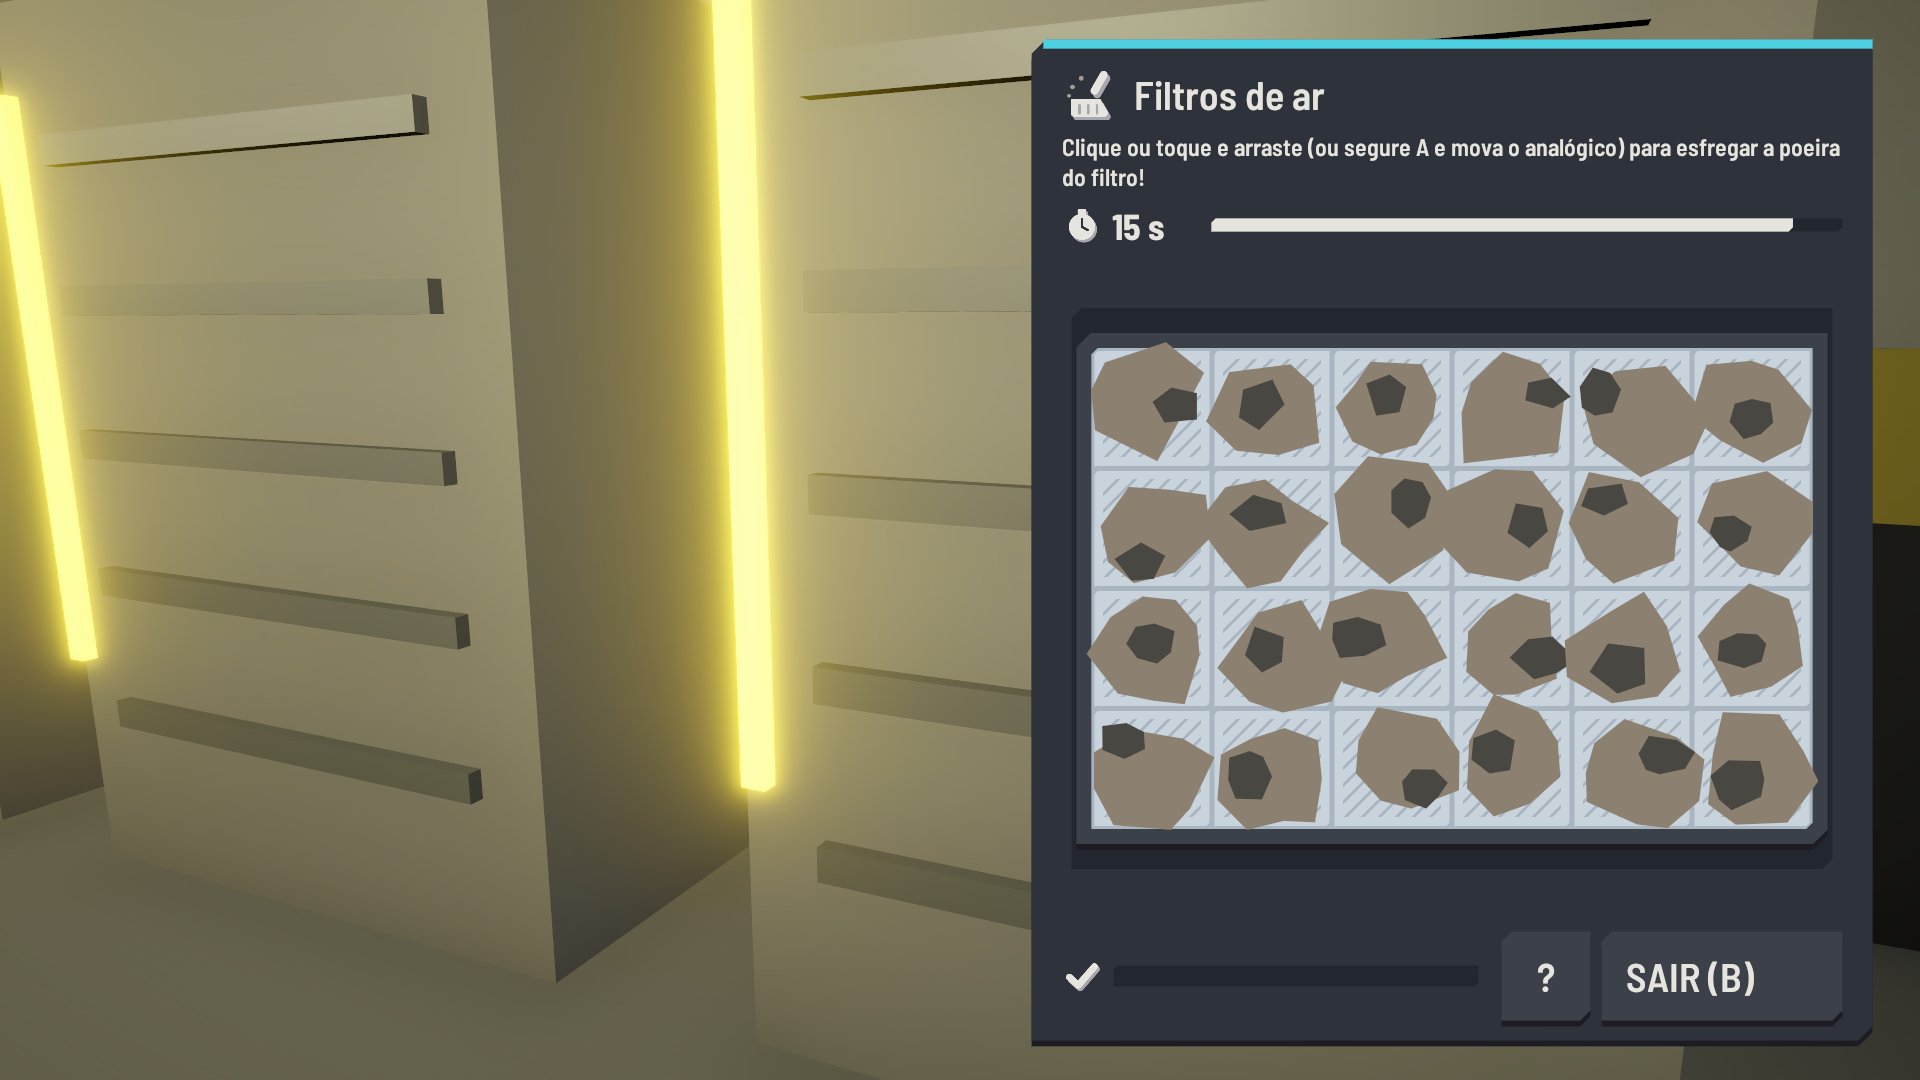 Filtros de ar
Clique ou toque e arraste (ou segure A e mova o analógico) para esfregar a poeira
do filtro!
15 s
?
SAIR (B)